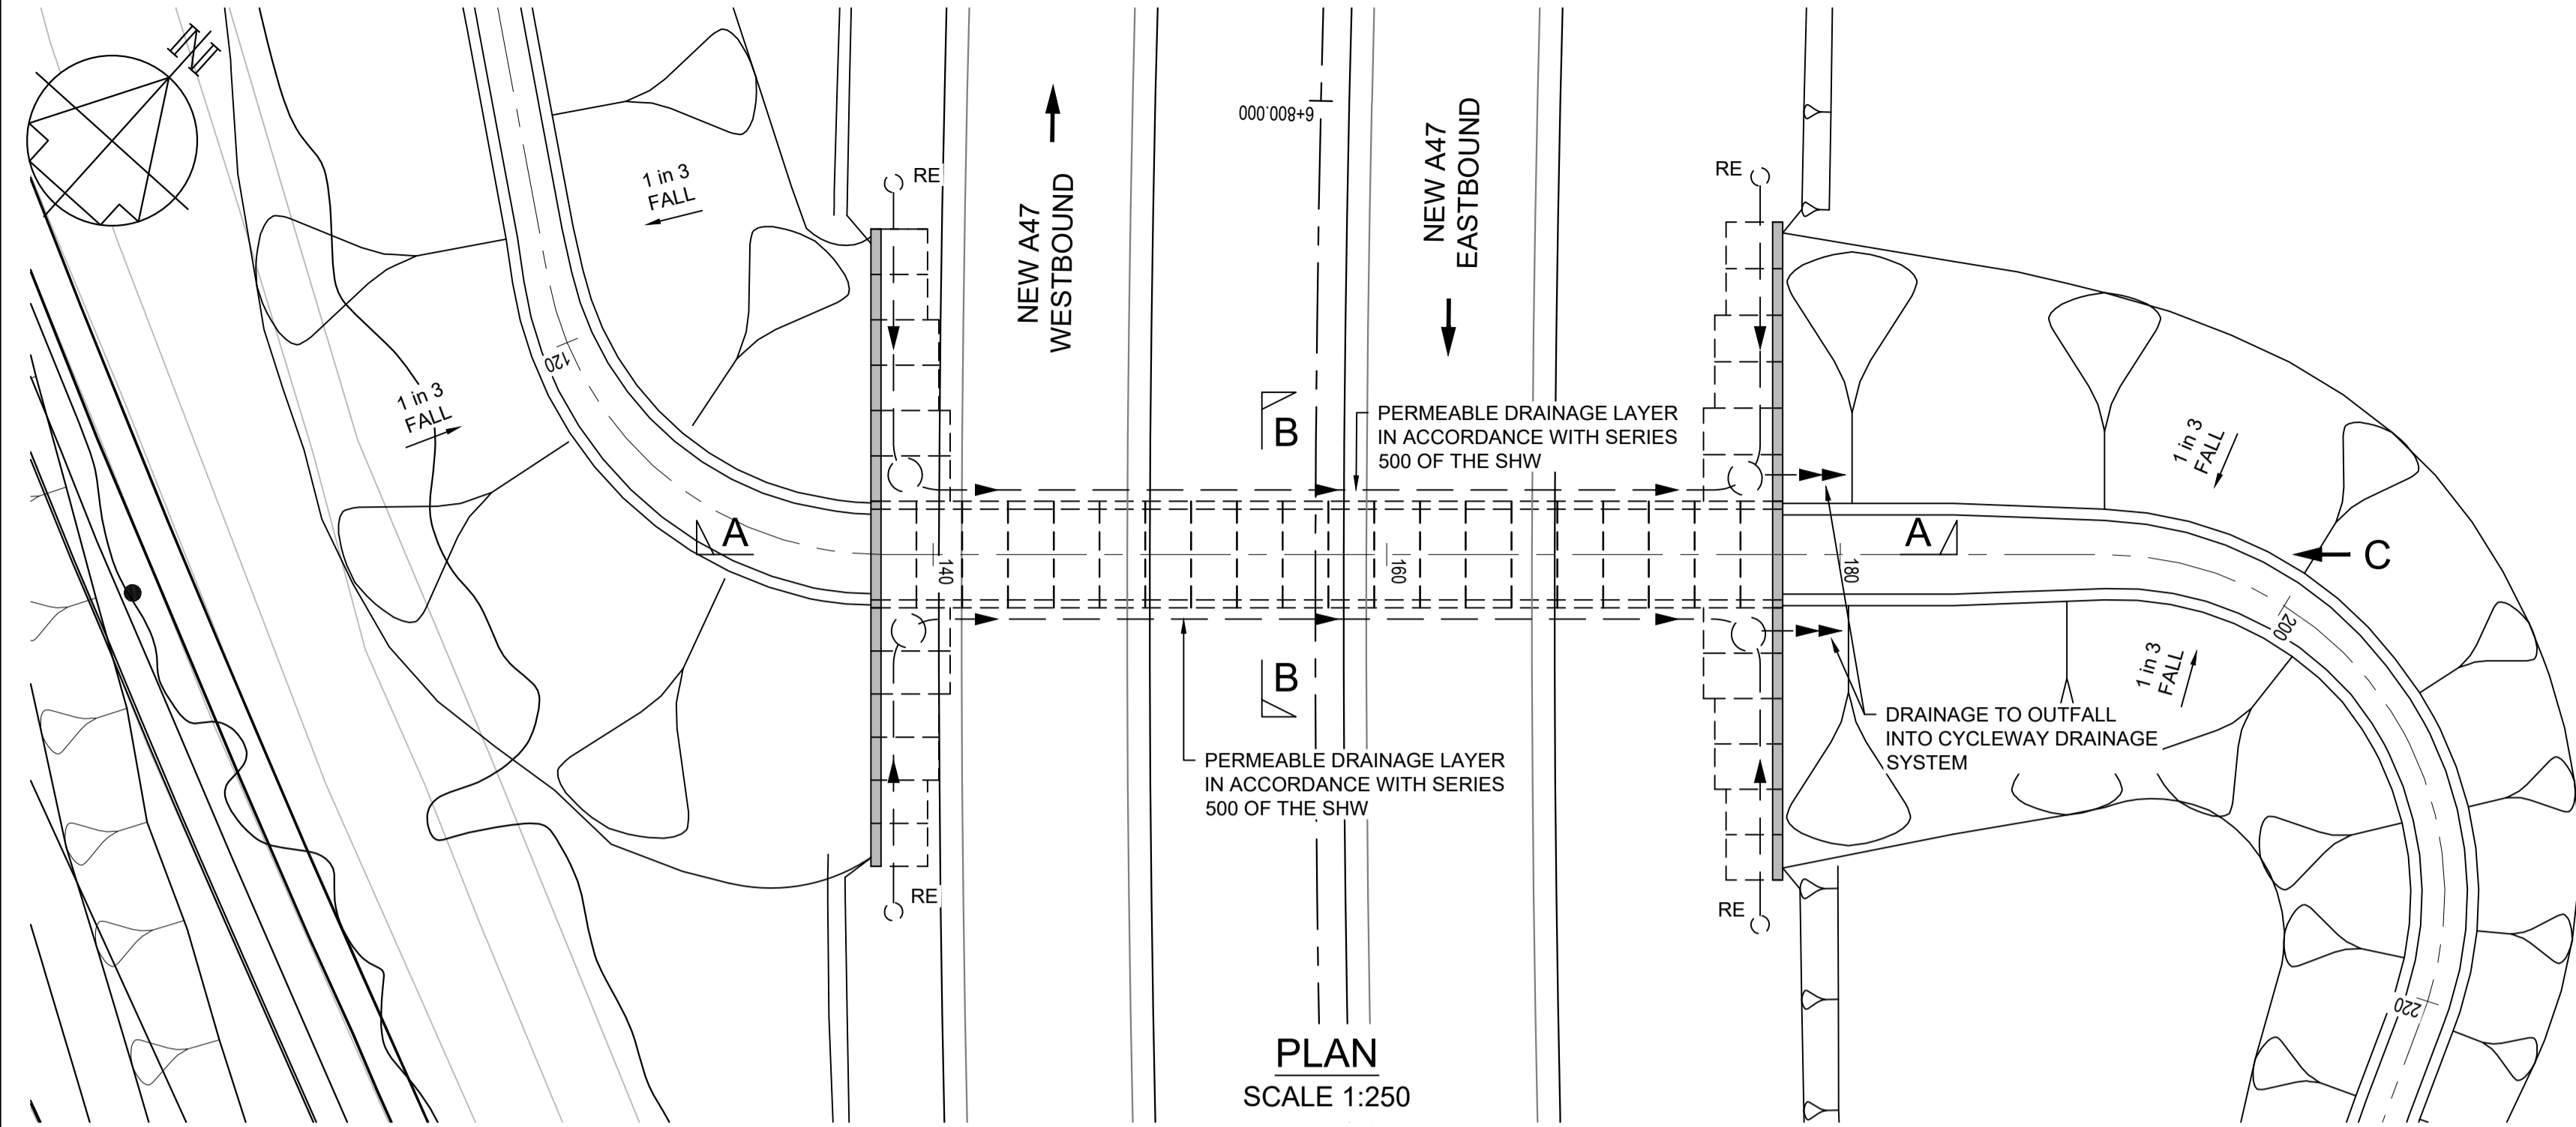 N
6+800.000
NEW A47
WESTBOUND
NEW A47
EASTBOUND
RE
RE
1 in 3
FALL
1 in 3
FALL
120
B
PERMEABLE DRAINAGE LAYER
IN ACCORDANCE WITH SERIES
500 OF THE SHW
1 in 3
FALL
A
A
C
140
160
180
200
B
1 in 3
FALL
PERMEABLE DRAINAGE LAYER
IN ACCORDANCE WITH SERIES
500 OF THE SHW
DRAINAGE TO OUTFALL
INTO CYCLEWAY DRAINAGE
SYSTEM
RE
RE
220
PLAN
SCALE 1:250